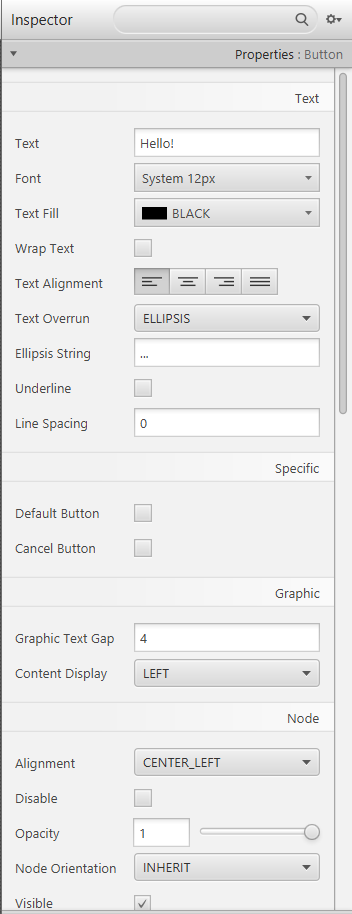 Inspector
Properties : Button
Text
Text Hello!
Font System 12px
Text Fill BLACK
Wrap Text
Text Alignment
Text Overrun ELLIPSIS
Ellipsis String ...
Underline
Line Spacing 0
Specific
Default Button
Cancel Button
Graphic
Graphic Text Gap 4
Content Display LEFT
Node
Alignment CENTER_LEFT
Disable
Opacity 1
Node Orientation INHERIT
Visible